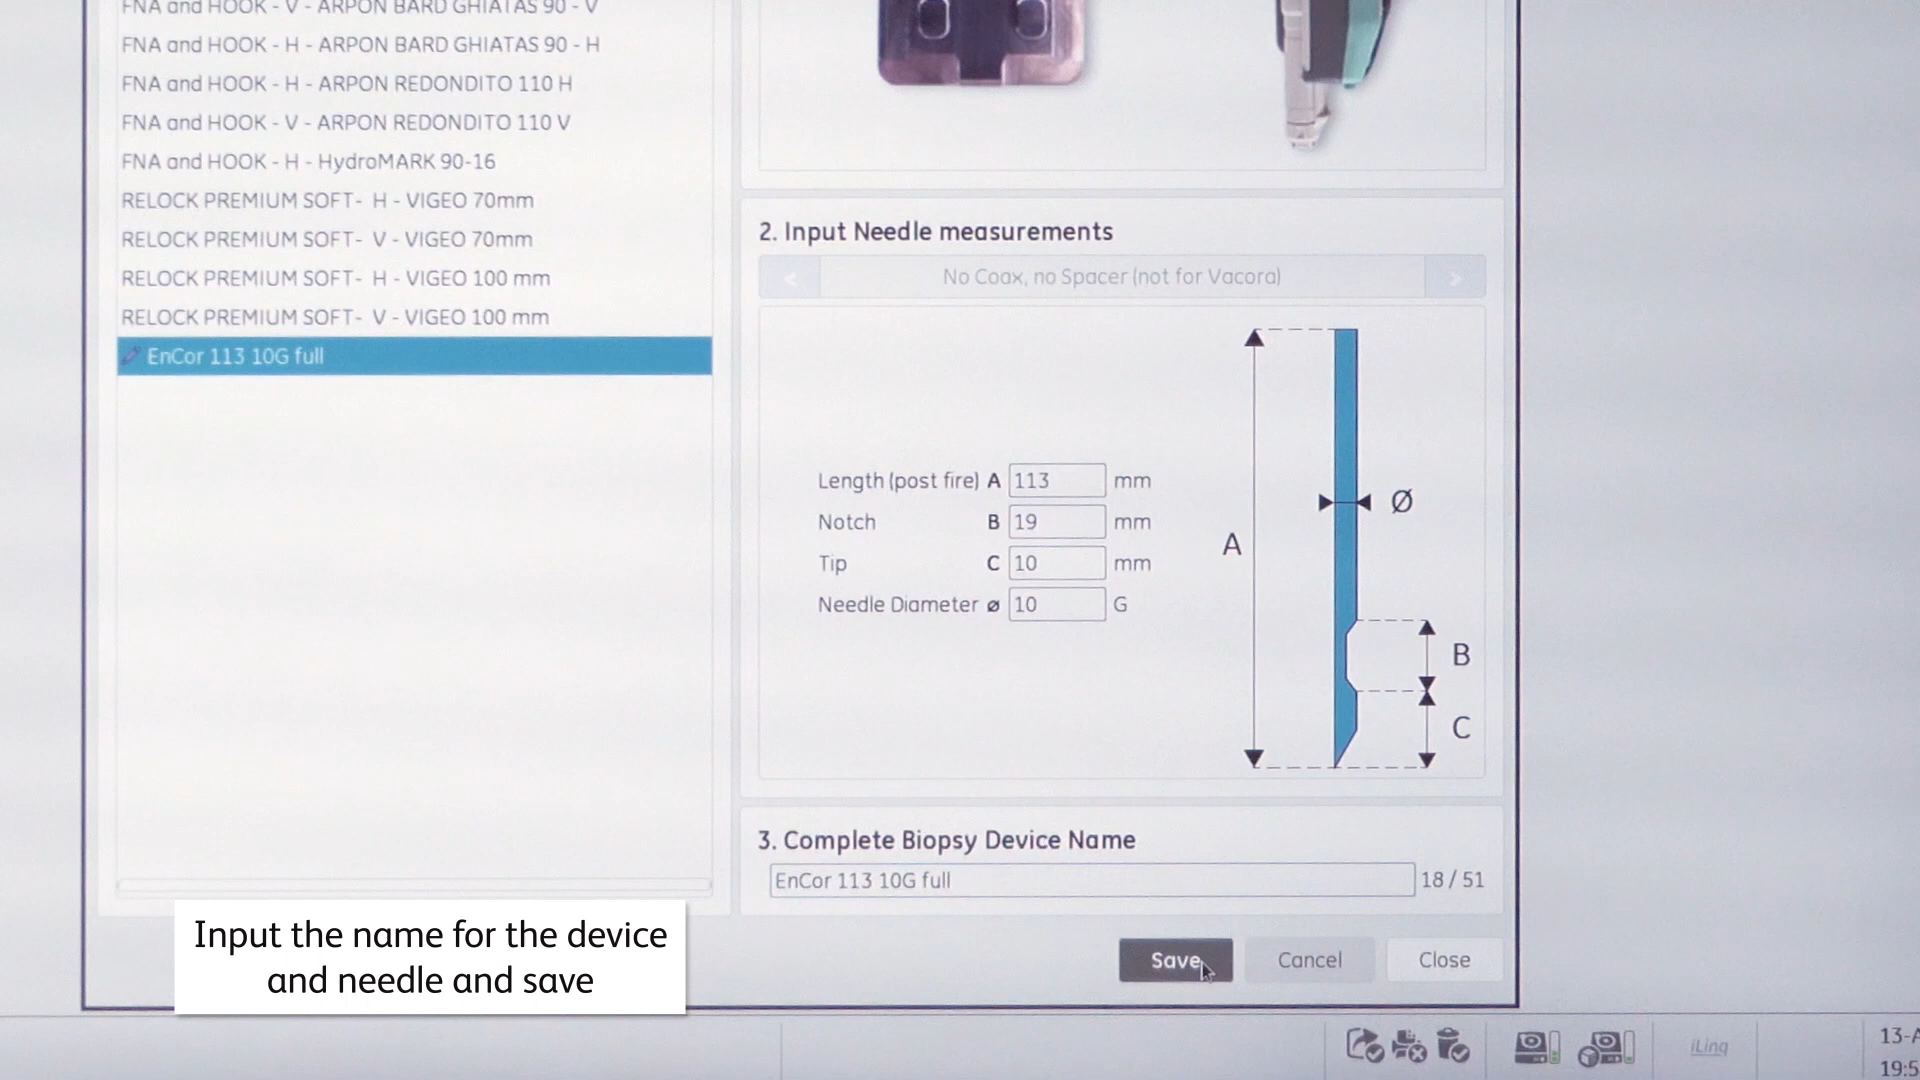 FNA and HOOK - V - ARPON BARD GHIATAS 90 - V
FNA and HOOK - H - ARPON BARD GHIATAS 90 - H
FNA and HOOK - H - ARPON REDONDITO 110 H
FNA and HOOK - V - ARPON REDONDITO 110 V
FNA and HOOK - H - HydroMARK 90-16
RELOCK PREMIUM SOFT- H - VIGEO 70mm
RELOCK PREMIUM SOFT- V - VIGEO 70mm
RELOCK PREMIUM SOFT- H - VIGEO 100 mm
RELOCK PREMIUM SOFT- V - VIGEO 100 mm
EnCor 113 10G full
2. Input Needle measurements
< No Coax, no Spacer (not for Vacora) >
Length (post fire) A 113 mm
Notch B 19 mm
Tip C 10 mm
Needle Diameter ø 10 G
Ø
A
B
C
3. Complete Biopsy Device Name
EnCor 113 10G full 18 / 51
Save Cancel Close
Input the name for the device
and needle and save
iLinq
13-A
19:5